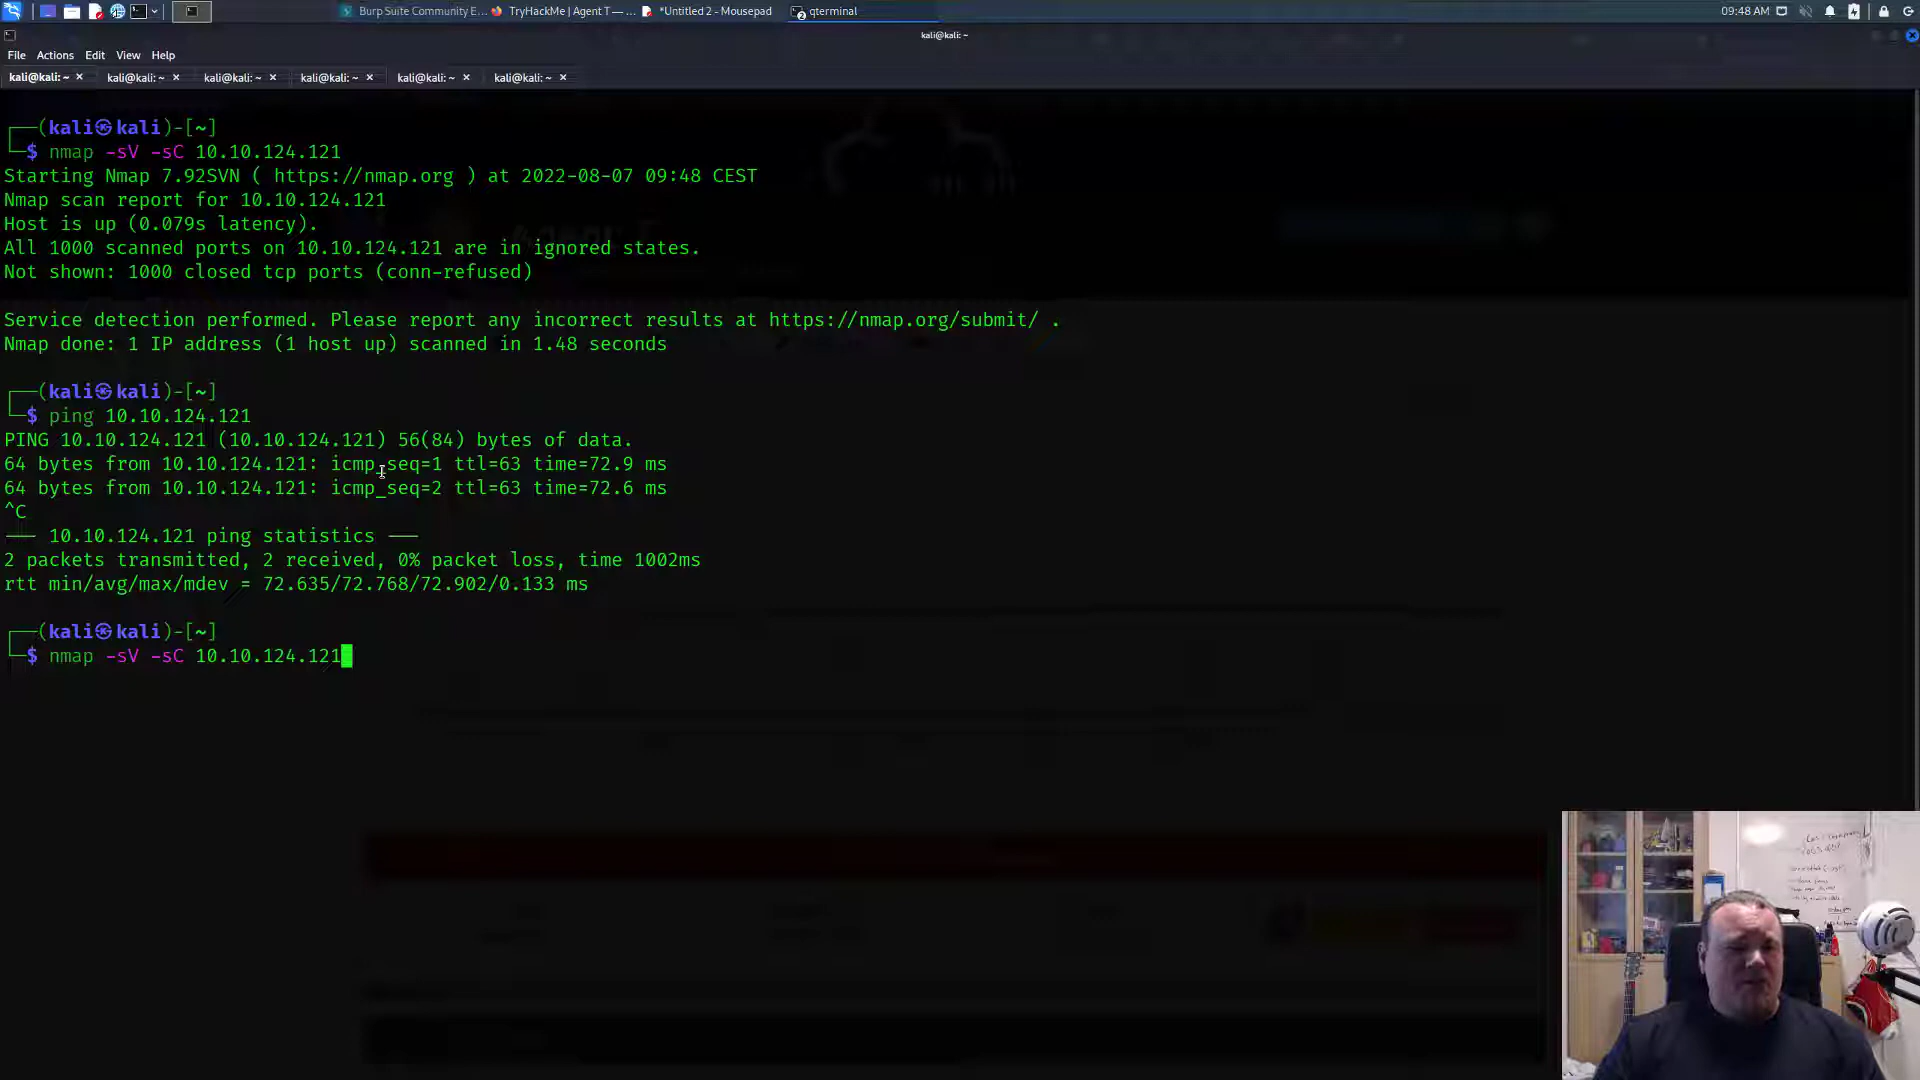 Burp Suite Community E...
TryHackMe | Agent T — ...
*Untitled 2 - Mousepad
2
qterminal
09:48 AM
kali@kali: ~
File Actions Edit View Help
kali@kali: ~ × kali@kali: ~ × kali@kali: ~ × kali@kali: ~ × kali@kali: ~ × kali@kali: ~ ×
┌──(kali㉿kali)-[~]
└─$ nmap -sV -sC 10.10.124.121
Starting Nmap 7.92SVN ( https://nmap.org ) at 2022-08-07 09:48 CEST
Nmap scan report for 10.10.124.121
Host is up (0.079s latency).
All 1000 scanned ports on 10.10.124.121 are in ignored states.
Not shown: 1000 closed tcp ports (conn-refused)
Service detection performed. Please report any incorrect results at https://nmap.org/submit/ .
Nmap done: 1 IP address (1 host up) scanned in 1.48 seconds
┌──(kali㉿kali)-[~]
└─$ ping 10.10.124.121
PING 10.10.124.121 (10.10.124.121) 56(84) bytes of data.
64 bytes from 10.10.124.121: icmp_seq=1 ttl=63 time=72.9 ms
64 bytes from 10.10.124.121: icmp_seq=2 ttl=63 time=72.6 ms
^C
--- 10.10.124.121 ping statistics ---
2 packets transmitted, 2 received, 0% packet loss, time 1002ms
rtt min/avg/max/mdev = 72.635/72.768/72.902/0.133 ms
┌──(kali㉿kali)-[~]
└─$ nmap -sV -sC 10.10.124.121